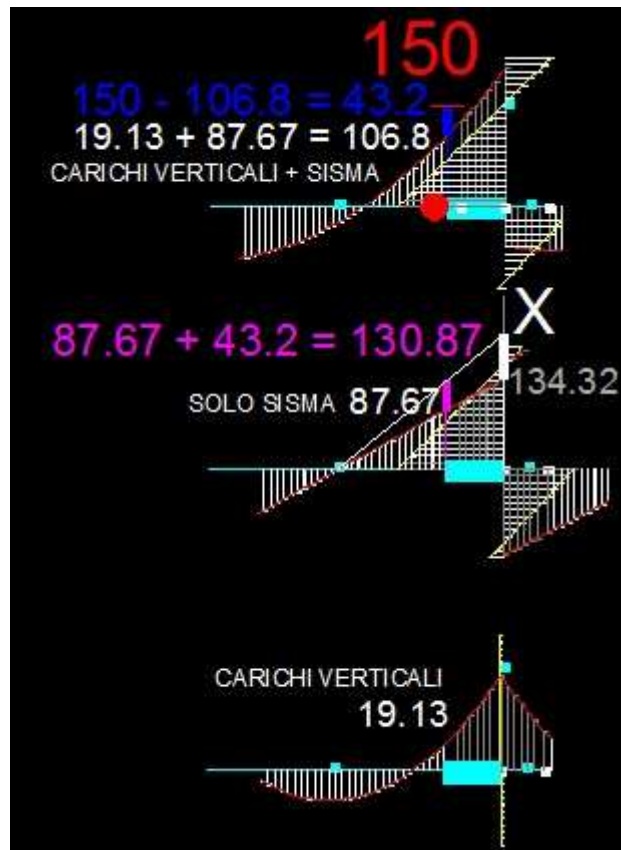 150
150 - 106.8 = 43.2
19.13 + 87.67 = 106.8
CARICHI VERTICALI + SISMA
X
87.67 + 43.2 = 130.87
134.32
SOLO SISMA 87.67
CARICHI VERTICALI
19.13